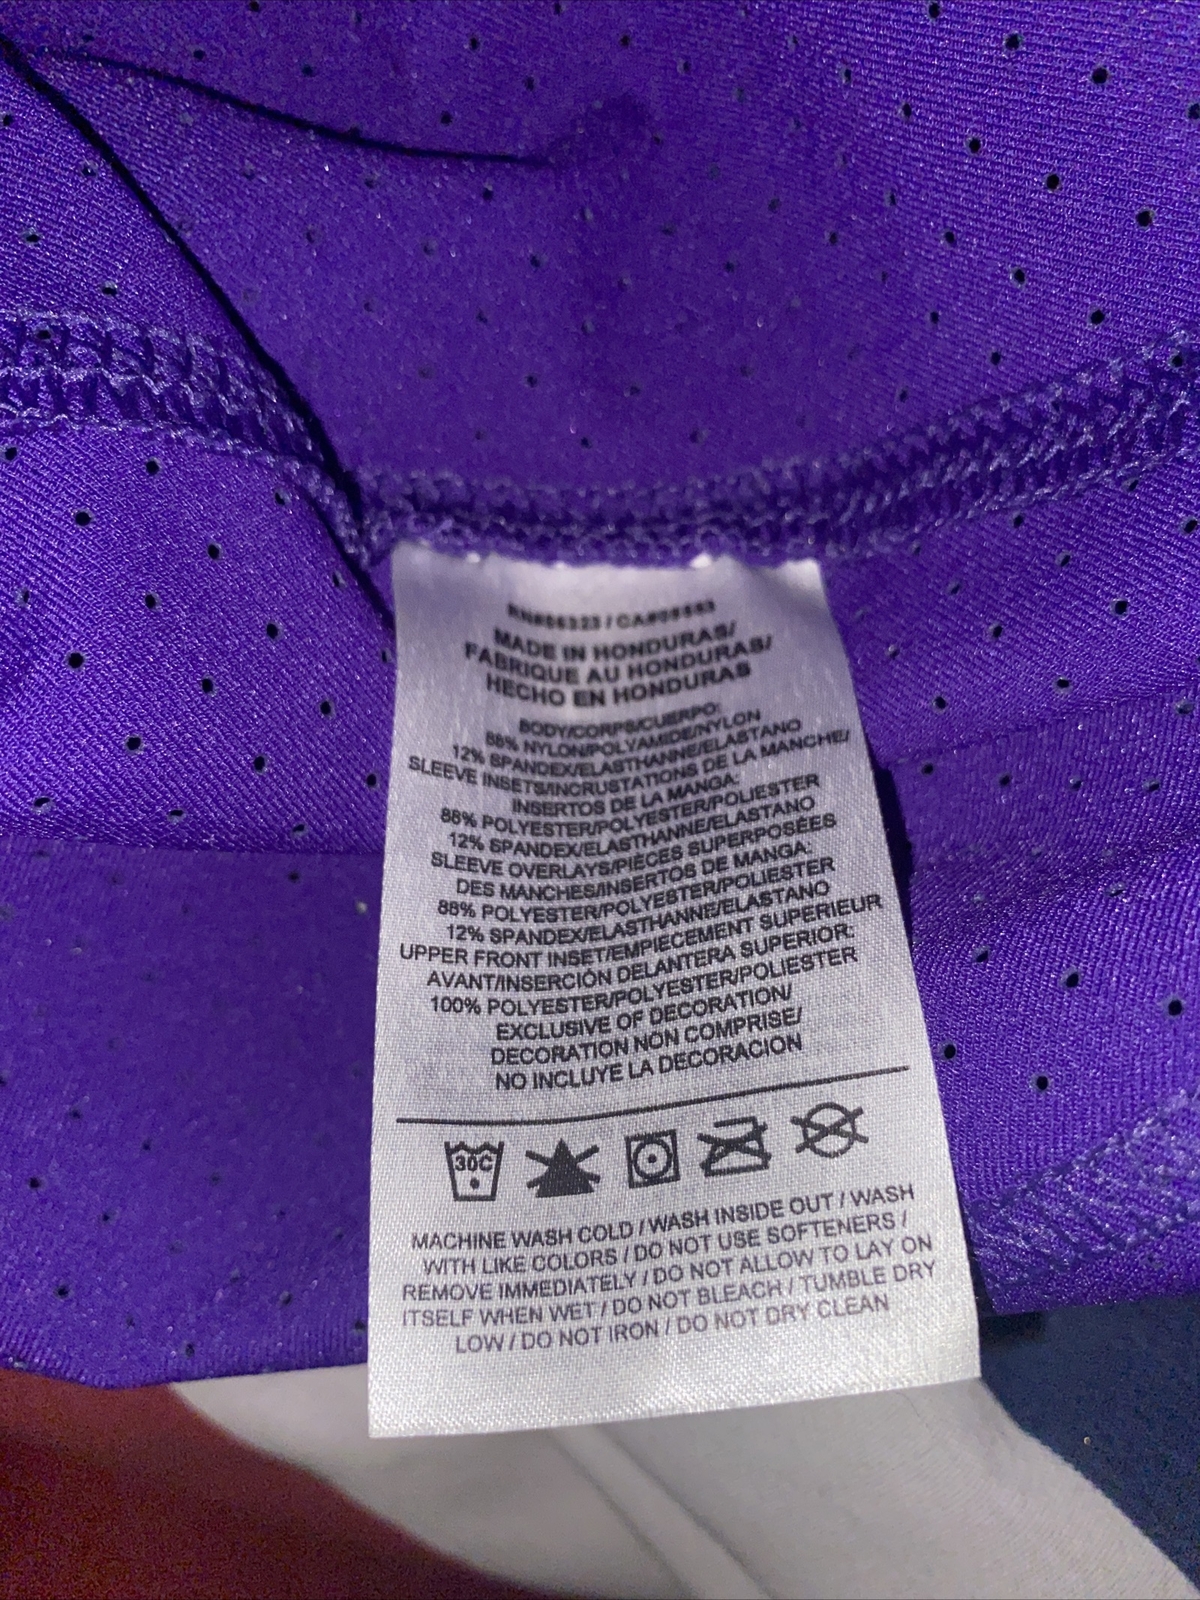 RN#56323 / CA#05553
MADE IN HONDURAS/
FABRIQUE AU HONDURAS/
HECHO EN HONDURAS
BODY/CORPS/CUERPO:
88% NYLON/POLYAMIDE/NYLON
12% SPANDEX/ELASTHANNE/ELASTANO
SLEEVE INSETS/INCRUSTATIONS DE LA MANCHE/
INSERTOS DE LA MANGA:
88% POLYESTER/POLYESTER/POLIESTER
12% SPANDEX/ELASTHANNE/ELASTANO
SLEEVE OVERLAYS/PIÈCES SUPERPOSÉES
DES MANCHES/INSERTOS DE MANGA:
88% POLYESTER/POLYESTER/POLIESTER
12% SPANDEX/ELASTHANNE/ELASTANO
UPPER FRONT INSET/EMPIECEMENT SUPERIEUR
AVANT/INSERCIÓN DELANTERA SUPERIOR:
100% POLYESTER/POLYESTER/POLIESTER
EXCLUSIVE OF DECORATION/
DECORATION NON COMPRISE/
NO INCLUYE LA DECORACION
30C
MACHINE WASH COLD / WASH INSIDE OUT / WASH
WITH LIKE COLORS / DO NOT USE SOFTENERS /
REMOVE IMMEDIATELY / DO NOT ALLOW TO LAY ON
ITSELF WHEN WET / DO NOT BLEACH / TUMBLE DRY
LOW / DO NOT IRON / DO NOT DRY CLEAN